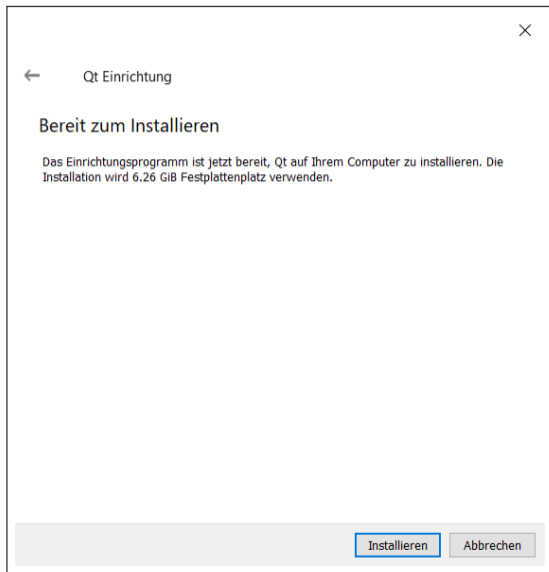 Qt Einrichtung
Bereit zum Installieren
Das Einrichtungsprogramm ist jetzt bereit, Qt auf Ihrem Computer zu installieren. Die
Installation wird 6.26 GiB Festplattenplatz verwenden.
Installieren
Abbrechen